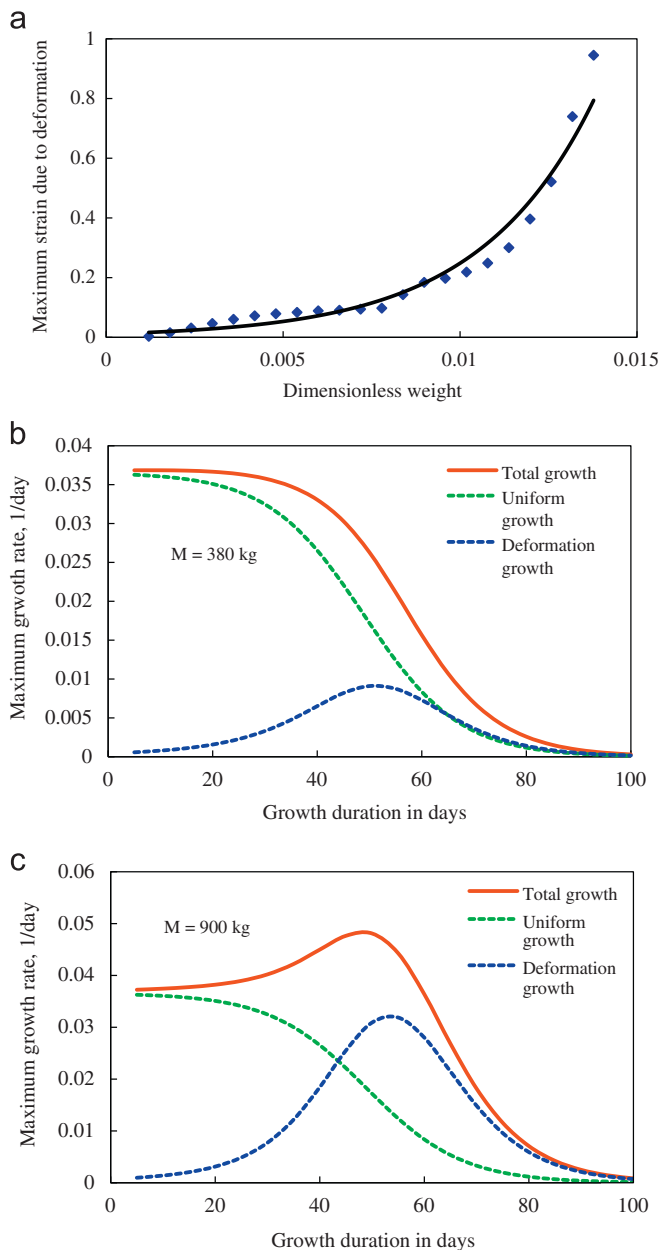 a
Maximum strain due to deformation
1
0.8
0.6
0.4
0.2
0
0
0.005
0.01
0.015
Dimensionless weight
b
Maximum grwoth rate, 1/day
0.04
0.035
0.03
0.025
0.02
0.015
0.01
0.005
0
M = 380 kg
Total growth
Uniform
growth
Deformation
growth
0
20
40
60
80
100
Growth duration in days
c
Maximum growth rate, 1/day
0.06
0.05
0.04
0.03
0.02
0.01
0
M = 900 kg
Total growth
Uniform
growth
Deformation
growth
0
20
40
60
80
100
Growth duration in days